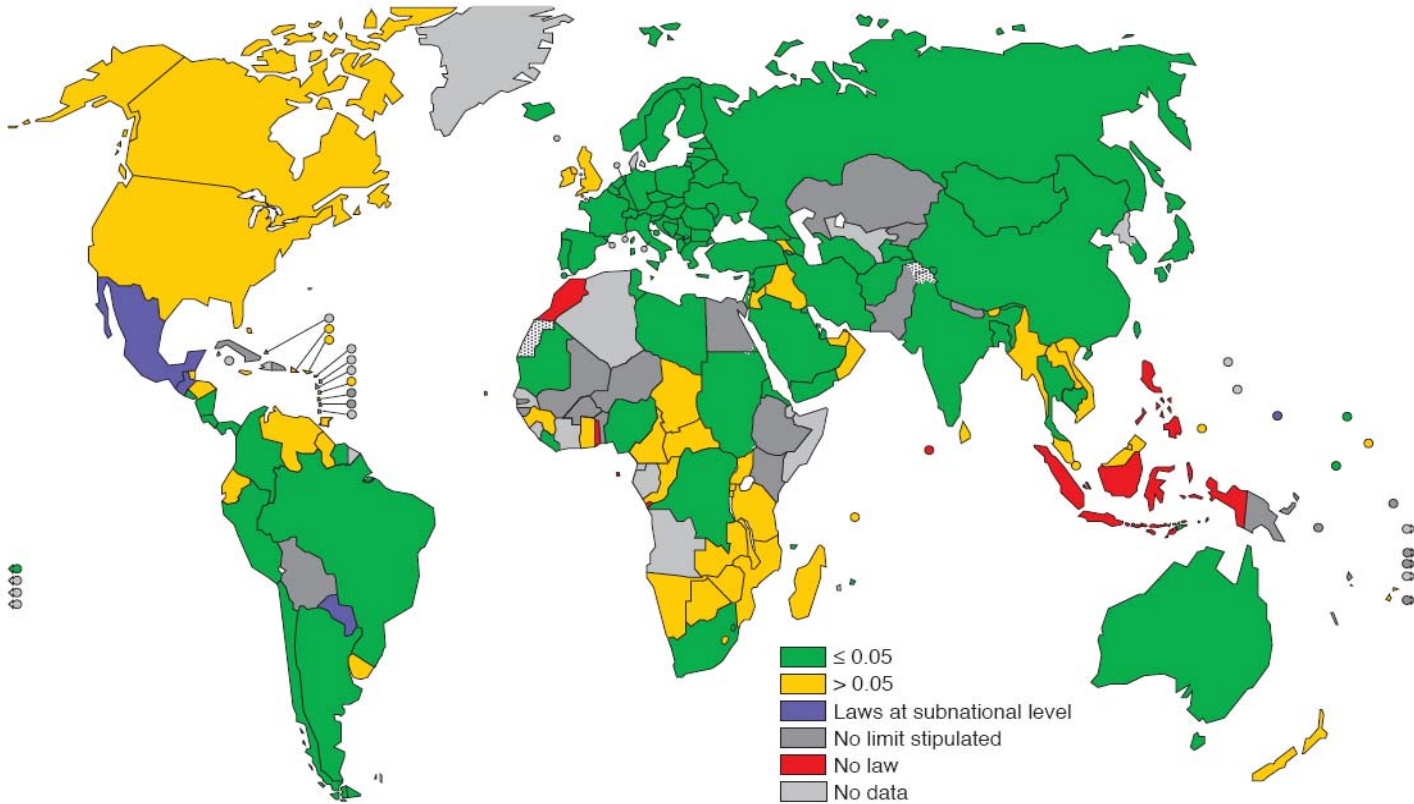 ≤ 0.05
> 0.05
Laws at subnational level
No limit stipulated
No law
No data